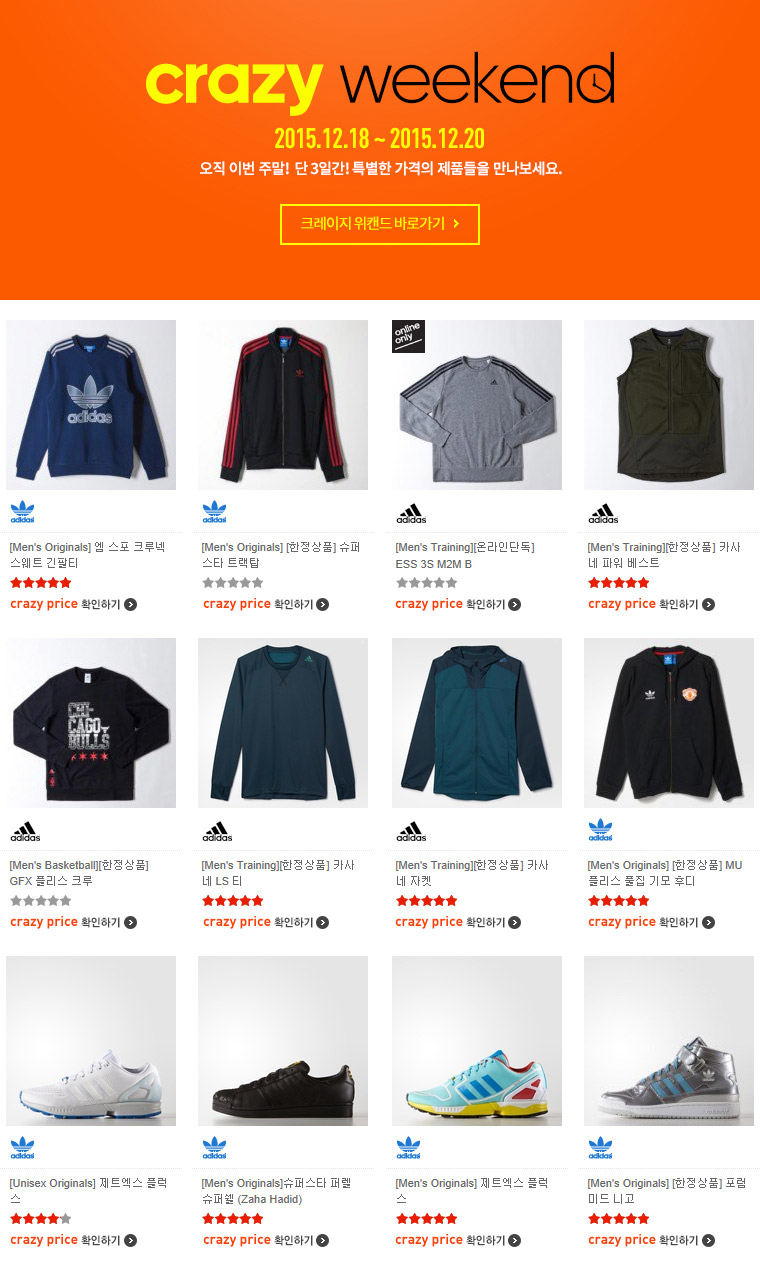 crazy weekend
2015.12.18 ~ 2015.12.20
오직 이번 주말! 단 3일간! 특별한 가격의 제품들을 만나보세요.
크레이지 위캔드 바로가기 >
adidas
online
only
adidas
adidas
adidas
adidas
[Men's Originals] 엠 스포 크루넥
스웨트 긴팔티
crazy price 확인하기
[Men's Originals] [한정상품] 슈퍼
스타 트랙탑
crazy price 확인하기
[Men's Training][온라인단독]
ESS 3S M2M B
crazy price 확인하기
[Men's Training][한정상품] 카사
네 파워 베스트
crazy price 확인하기
CHI-
CAGO
BULLS
adidas
adidas
adidas
adidas
[Men's Basketball][한정상품]
GFX 플리스 크루
crazy price 확인하기
[Men's Training][한정상품] 카사
네 LS 티
crazy price 확인하기
[Men's Training][한정상품] 카사
네 자켓
crazy price 확인하기
[Men's Originals] [한정상품] MU
플리스 풀집 기모 후디
crazy price 확인하기
adidas
adidas
adidas
adidas
[Unisex Originals] 제트엑스 플럭
스
crazy price 확인하기
[Men's Originals]슈퍼스타 퍼렐
슈퍼쉘 (Zaha Hadid)
crazy price 확인하기
[Men's Originals] 제트엑스 플럭
스
crazy price 확인하기
[Men's Originals] [한정상품] 포럼
미드 니고
crazy price 확인하기